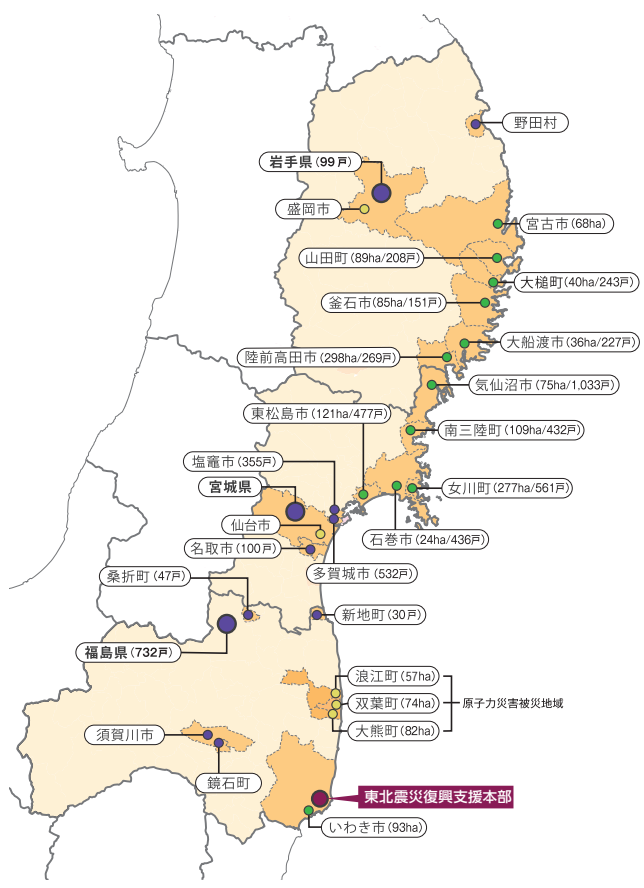 野田村
岩手県(99戸)
盛岡市
宮古市(68ha)
山田町(89ha/208戸)
大槌町(40ha/243戸)
釜石市(85ha/151戸)
大船渡市(36ha/227戸)
陸前高田市(298ha/269戸)
気仙沼市(75ha/1,033戸)
東松島市(121ha/477戸)
南三陸町(109ha/432戸)
塩竈市(355戸)
宮城県
女川町(277ha/561戸)
仙台市
石巻市(24ha/436戸)
名取市(100戸)
多賀城市(532戸)
桑折町(47戸)
新地町(30戸)
福島県(732戸)
浪江町(57ha)
双葉町(74ha)
原子力災害被災地域
大熊町(82ha)
須賀川市
鏡石町
東北震災復興支援本部
いわき市(93ha)